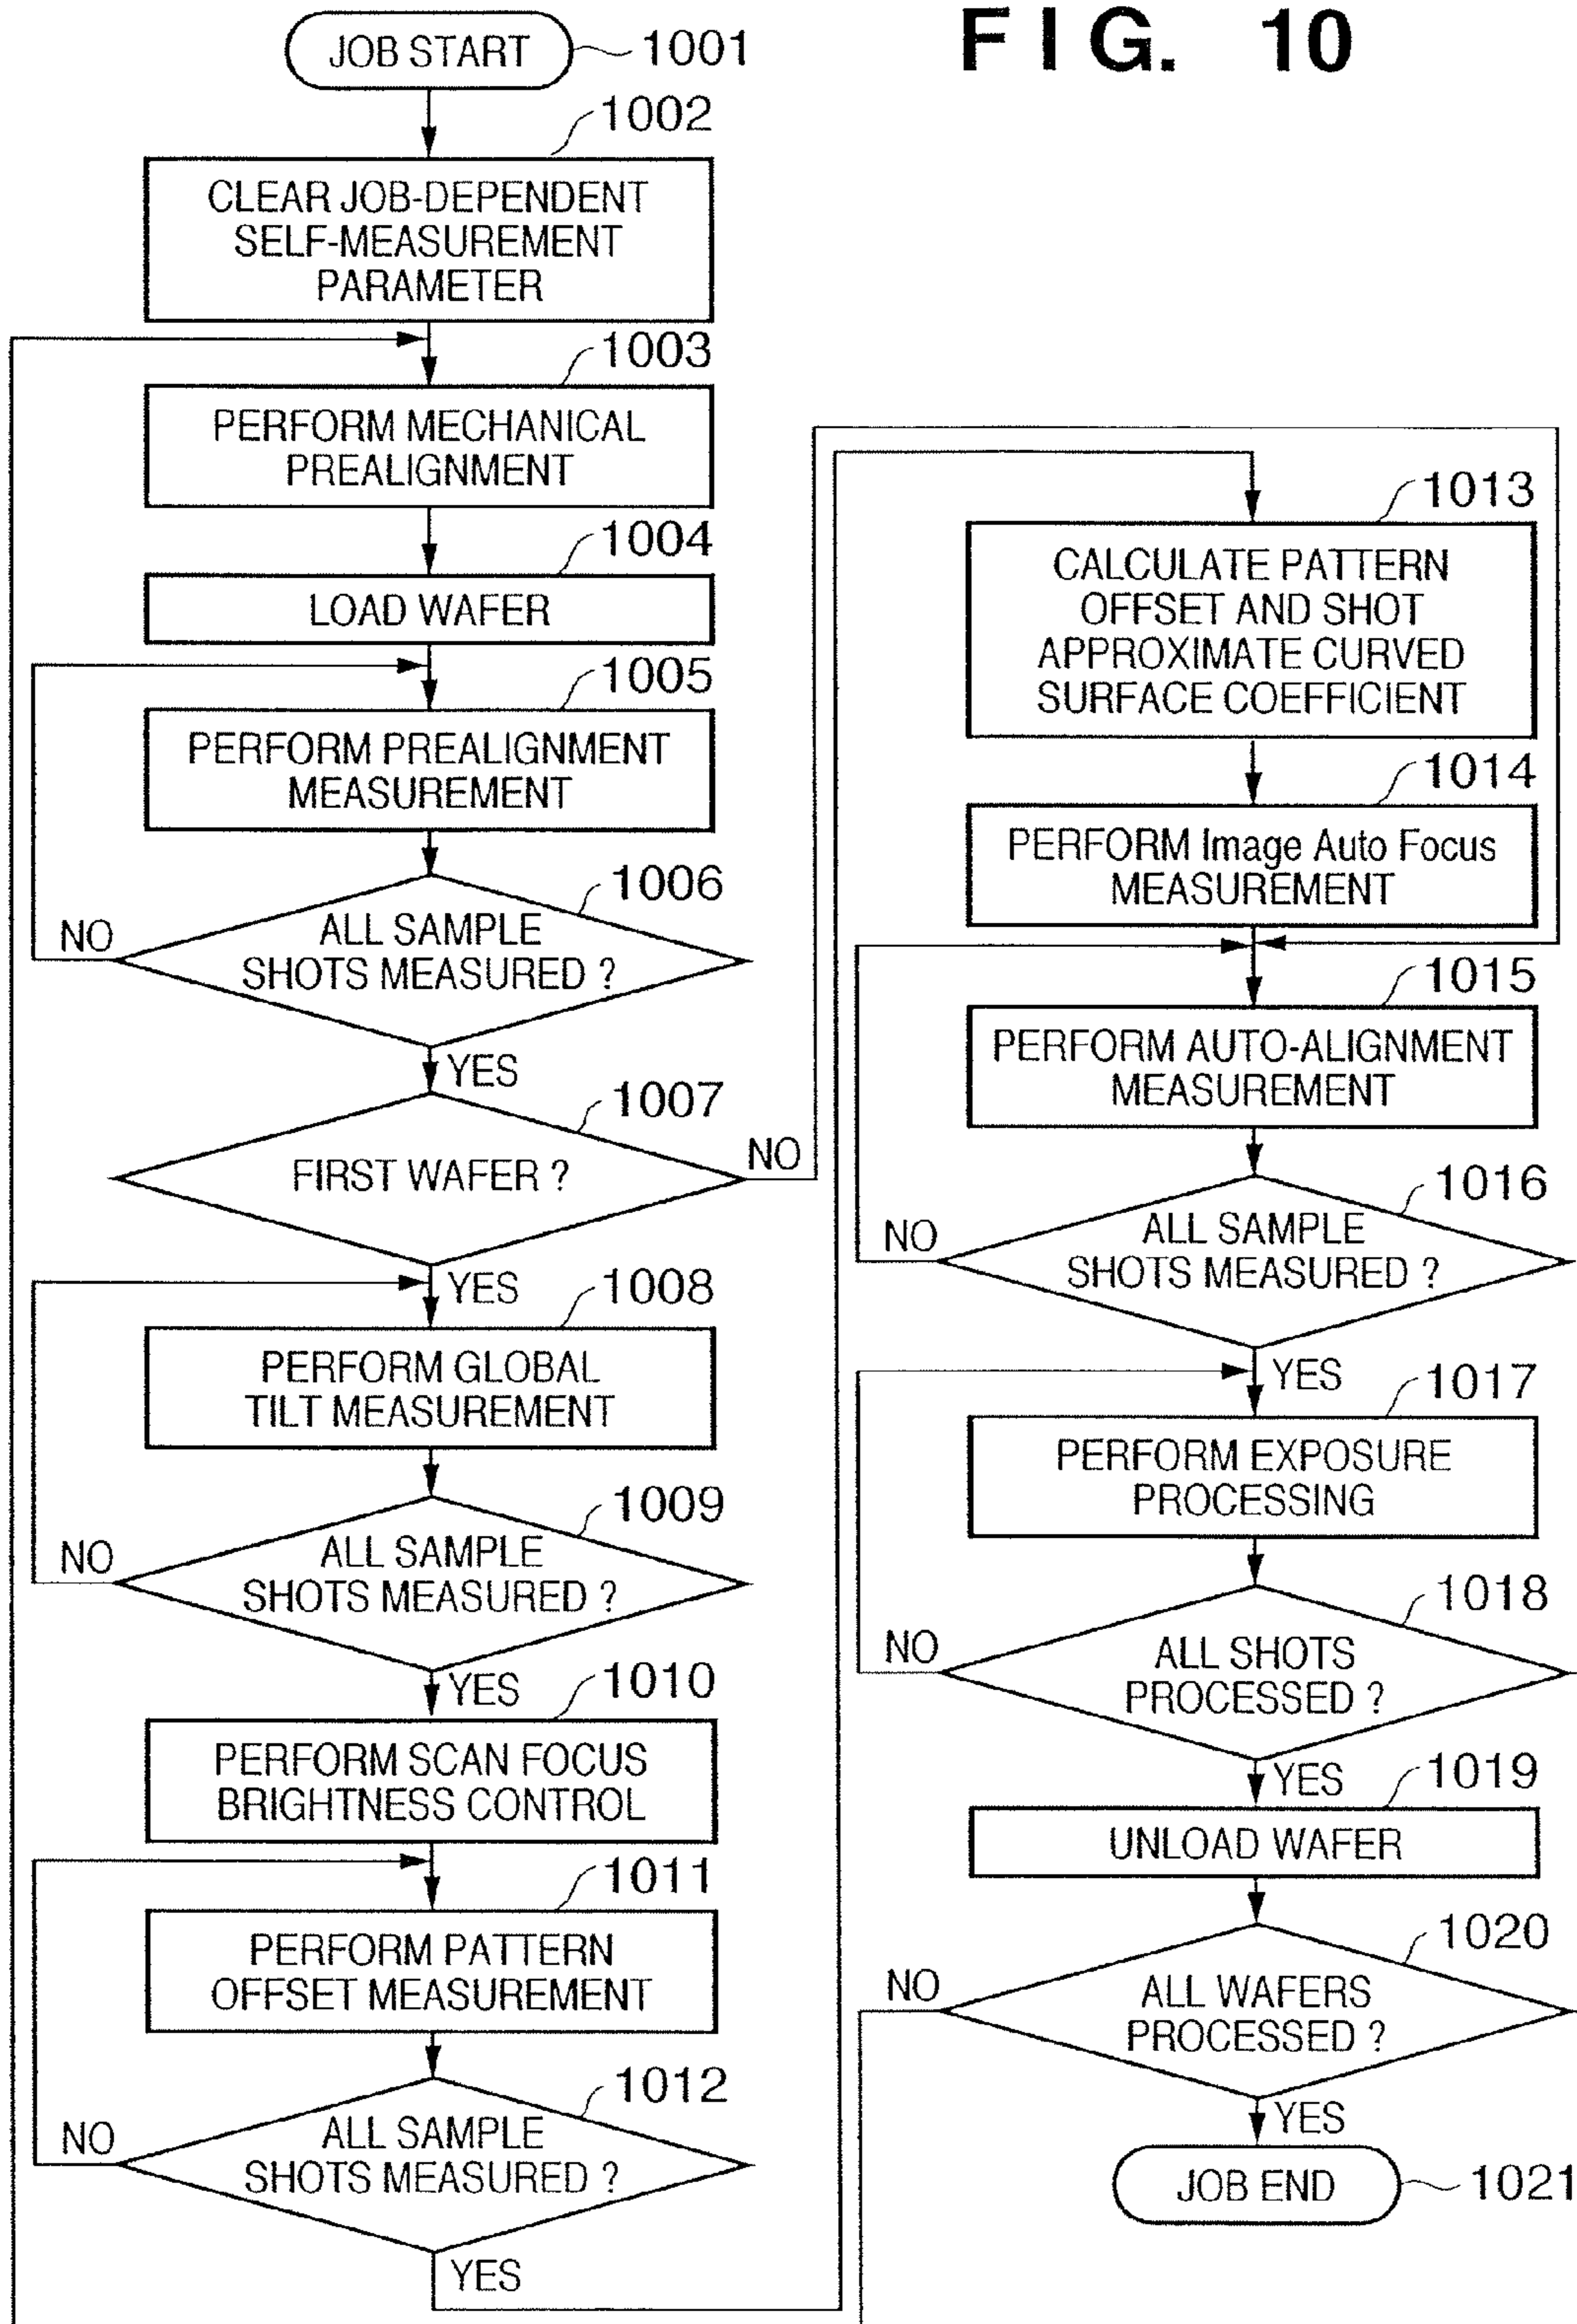 FIG. 10
JOB START
1001
1002
CLEAR JOB-DEPENDENT
SELF-MEASUREMENT
PARAMETER
1003
PERFORM MECHANICAL
PREALIGNMENT
1004
LOAD WAFER
1005
PERFORM PREALIGNMENT
MEASUREMENT
1006
ALL SAMPLE
SHOTS MEASURED ?
NO
YES
1007
FIRST WAFER ?
NO
YES
1008
PERFORM GLOBAL
TILT MEASUREMENT
1009
ALL SAMPLE
SHOTS MEASURED ?
NO
YES
1010
PERFORM SCAN FOCUS
BRIGHTNESS CONTROL
1011
PERFORM PATTERN
OFFSET MEASUREMENT
1012
ALL SAMPLE
SHOTS MEASURED ?
NO
YES
1013
CALCULATE PATTERN
OFFSET AND SHOT
APPROXIMATE CURVED
SURFACE COEFFICIENT
1014
PERFORM Image Auto Focus
MEASUREMENT
1015
PERFORM AUTO-ALIGNMENT
MEASUREMENT
1016
ALL SAMPLE
SHOTS MEASURED ?
NO
YES
1017
PERFORM EXPOSURE
PROCESSING
1018
ALL SHOTS
PROCESSED ?
NO
YES
1019
UNLOAD WAFER
1020
ALL WAFERS
PROCESSED ?
NO
YES
JOB END
1021